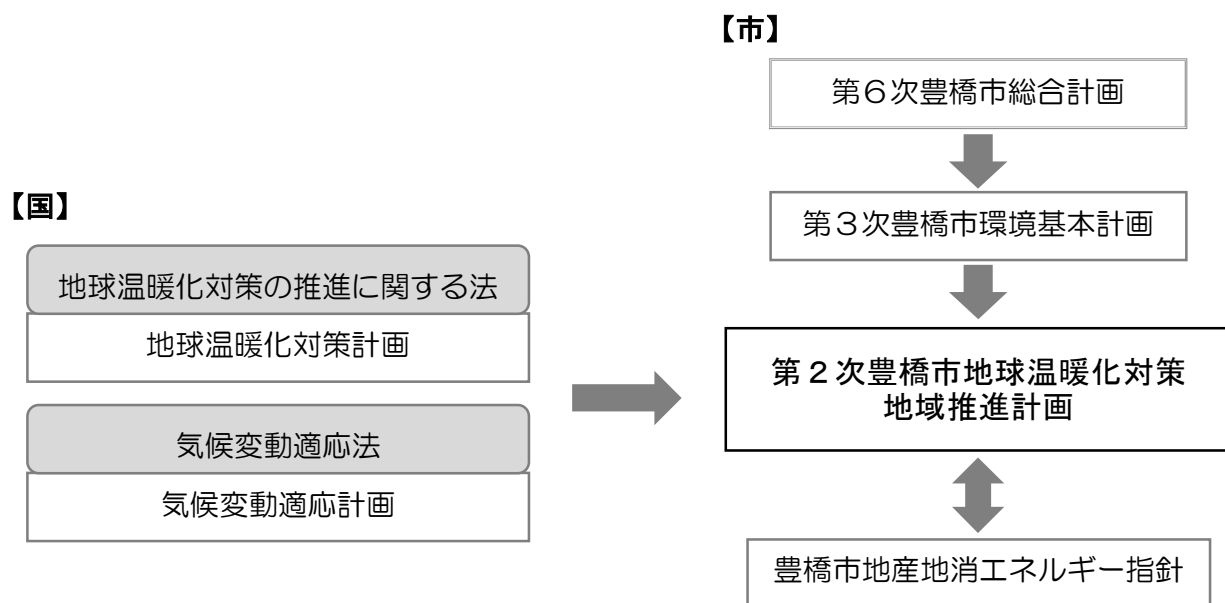 【市】
第６次豊橋市総合計画
第３次豊橋市環境基本計画
【国】
地球温暖化対策の推進に関する法
地球温暖化対策計画
第２次豊橋市地球温暖化対策
地域推進計画
気候変動適応法
気候変動適応計画
豊橋市地産地消エネルギー指針